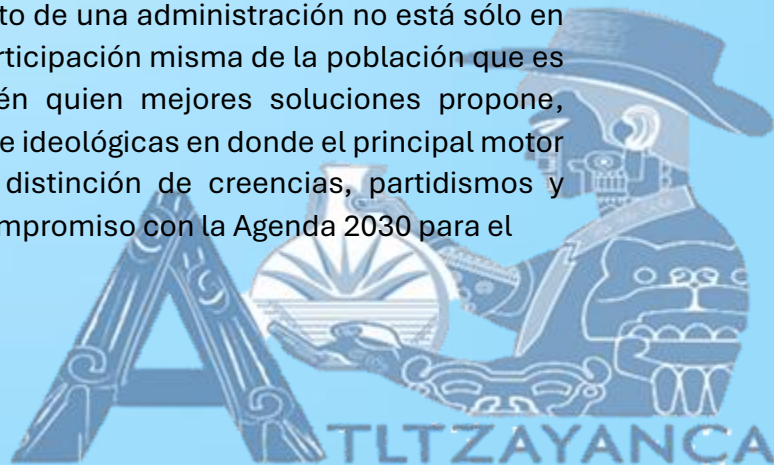 to de una administración no está sólo en
rticipación misma de la población que es
én quien mejores soluciones propone,
e ideológicas en donde el principal motor
distinción de creencias, partidismos y
mpromiso con la Agenda 2030 para el
A
TLTZAYANCA